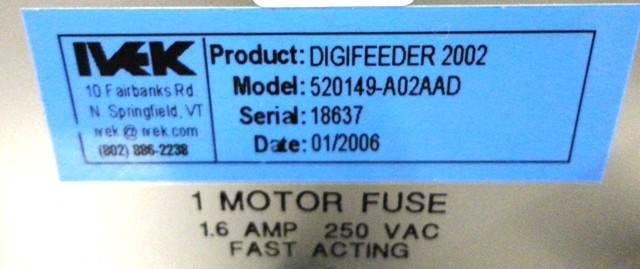 IVEK
10 Fairbanks Rd.
N. Springfield, VT
ivek @ ivek.com
(802) 886-2238
Product: DIGIFEEDER 2002
Model: 520149-A02AAD
Serial: 18637
Date: 01/2006
1 MOTOR FUSE
1.6 AMP 250 VAC
FAST ACTING